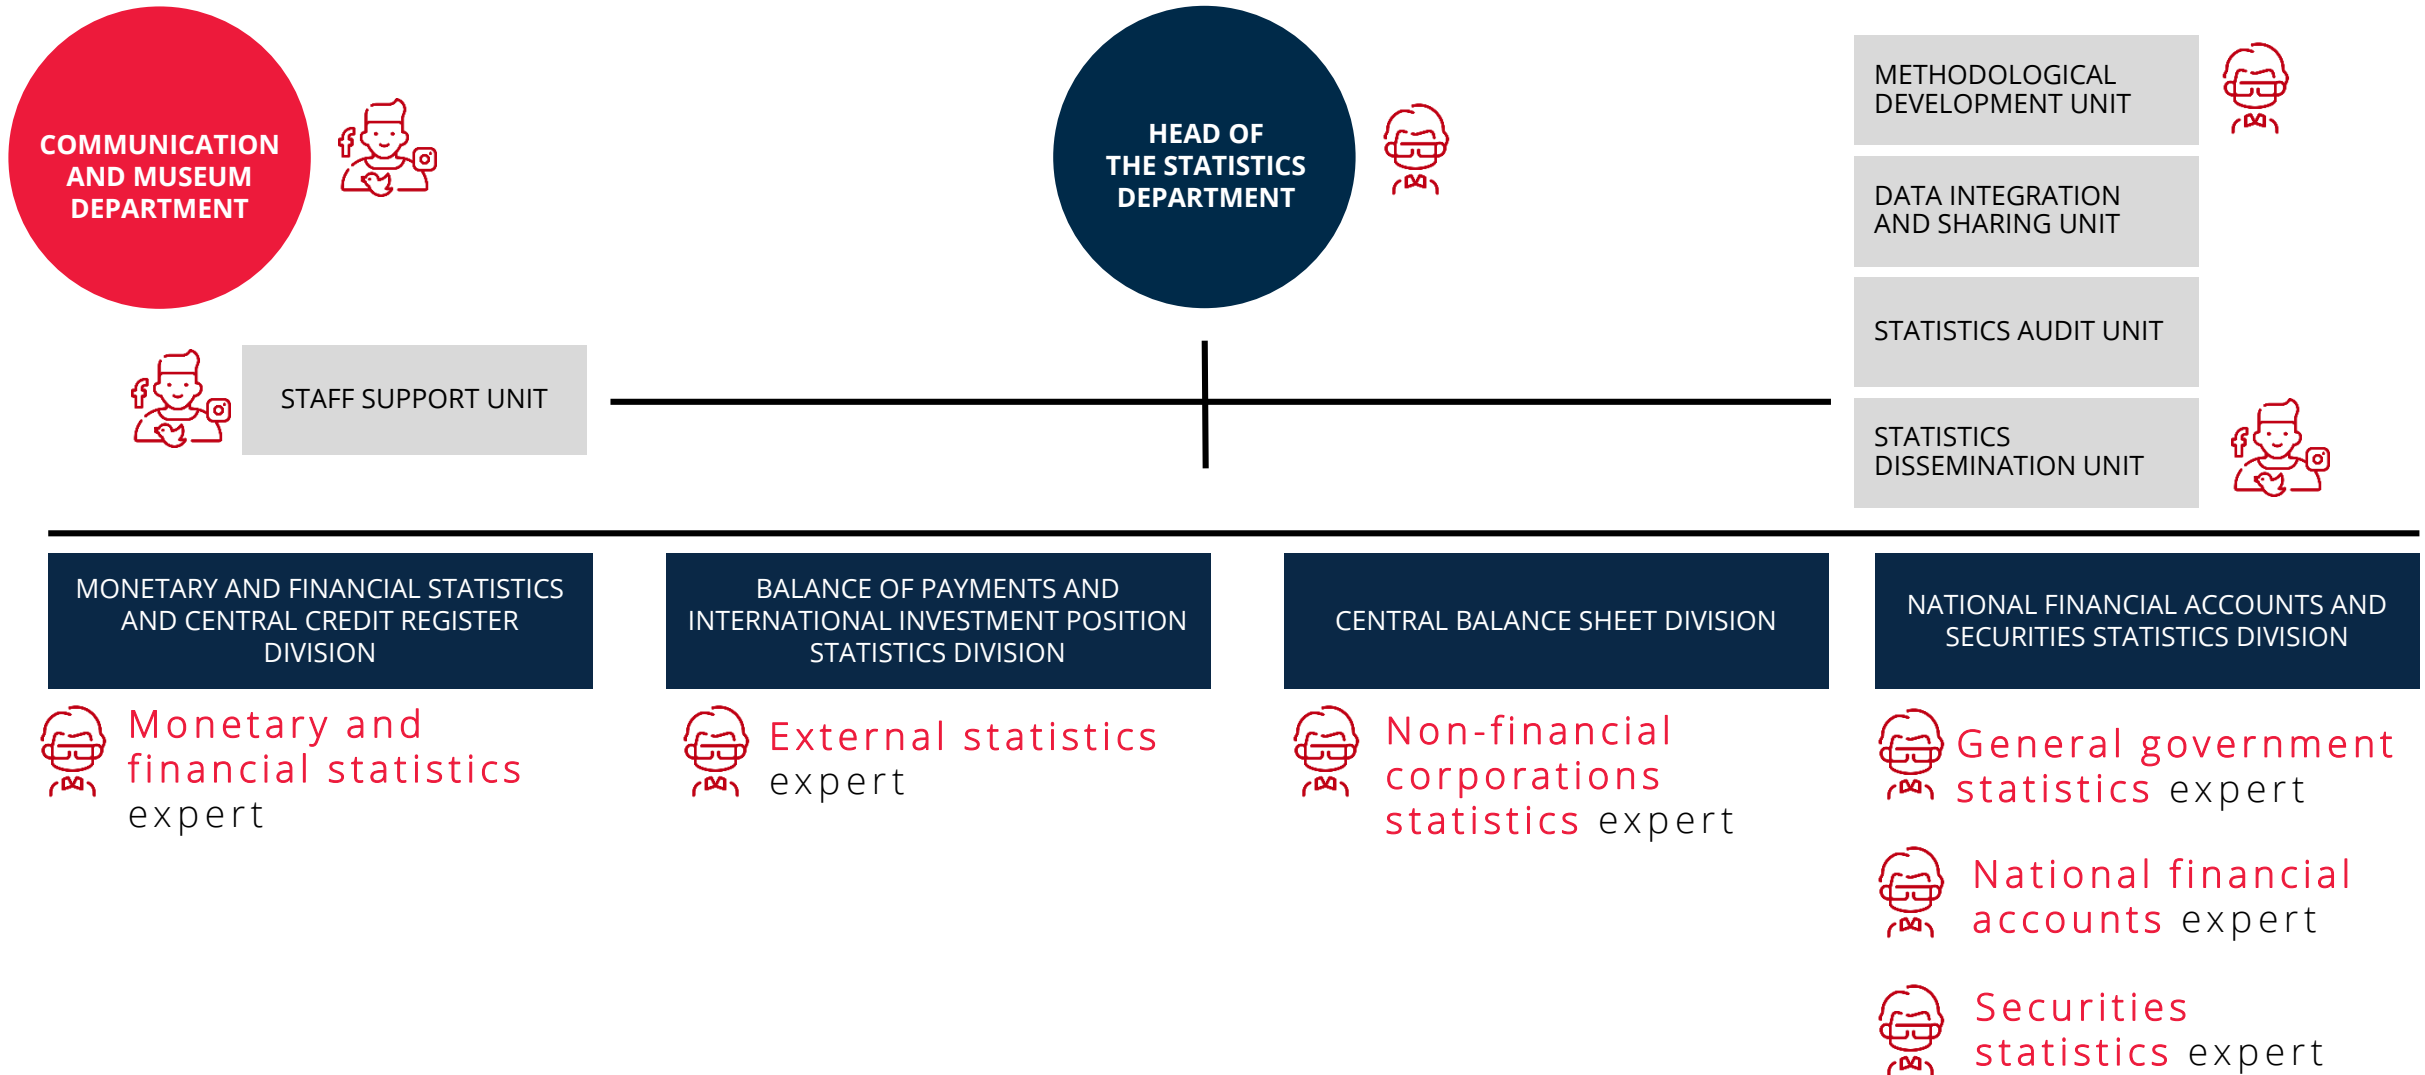 COMMUNICATION
AND MUSEUM
DEPARTMENT
HEAD OF
THE STATISTICS
DEPARTMENT
METHODOLOGICAL
DEVELOPMENT UNIT
DATA INTEGRATION
AND SHARING UNIT
STATISTICS AUDIT UNIT
STATISTICS
DISSEMINATION UNIT
STAFF SUPPORT UNIT
MONETARY AND FINANCIAL STATISTICS
AND CENTRAL CREDIT REGISTER
DIVISION
BALANCE OF PAYMENTS AND
INTERNATIONAL INVESTMENT POSITION
STATISTICS DIVISION
CENTRAL BALANCE SHEET DIVISION
NATIONAL FINANCIAL ACCOUNTS AND
SECURITIES STATISTICS DIVISION
Monetary and
financial statistics
expert
External statistics
expert
Non-financial
corporations
statistics expert
General government
statistics expert
National financial
accounts expert
Securities
statistics expert